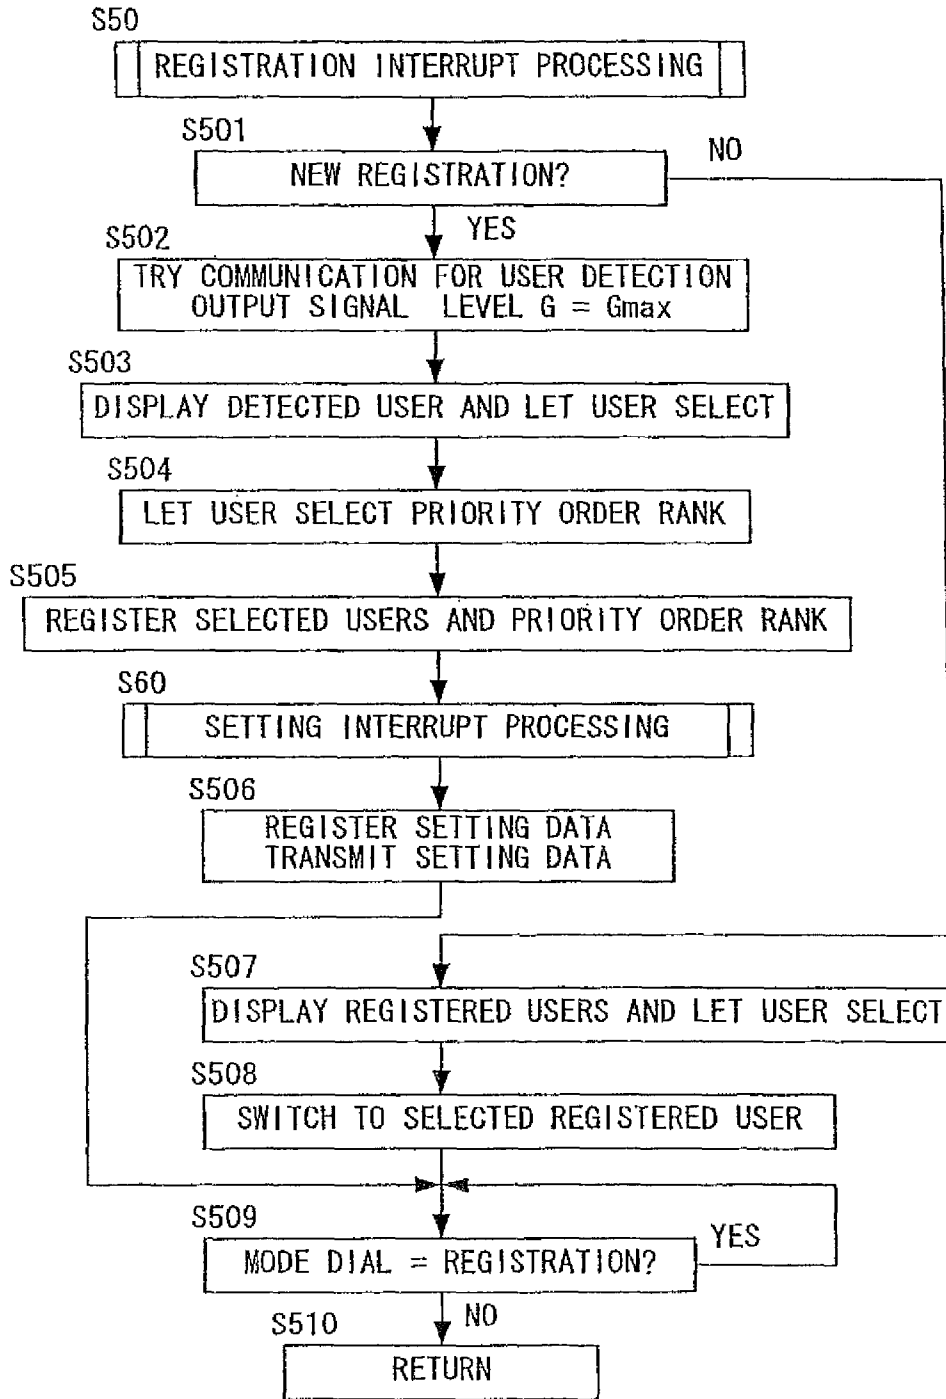 S50
REGISTRATION INTERRUPT PROCESSING
S501
NEW REGISTRATION?
NO
YES
S502
TRY COMMUNICATION FOR USER DETECTION
OUTPUT SIGNAL LEVEL G = Gmax
S503
DISPLAY DETECTED USER AND LET USER SELECT
S504
LET USER SELECT PRIORITY ORDER RANK
S505
REGISTER SELECTED USERS AND PRIORITY ORDER RANK
S60
SETTING INTERRUPT PROCESSING
S506
REGISTER SETTING DATA
TRANSMIT SETTING DATA
S507
DISPLAY REGISTERED USERS AND LET USER SELECT
S508
SWITCH TO SELECTED REGISTERED USER
S509
MODE DIAL = REGISTRATION?
YES
NO
S510
RETURN